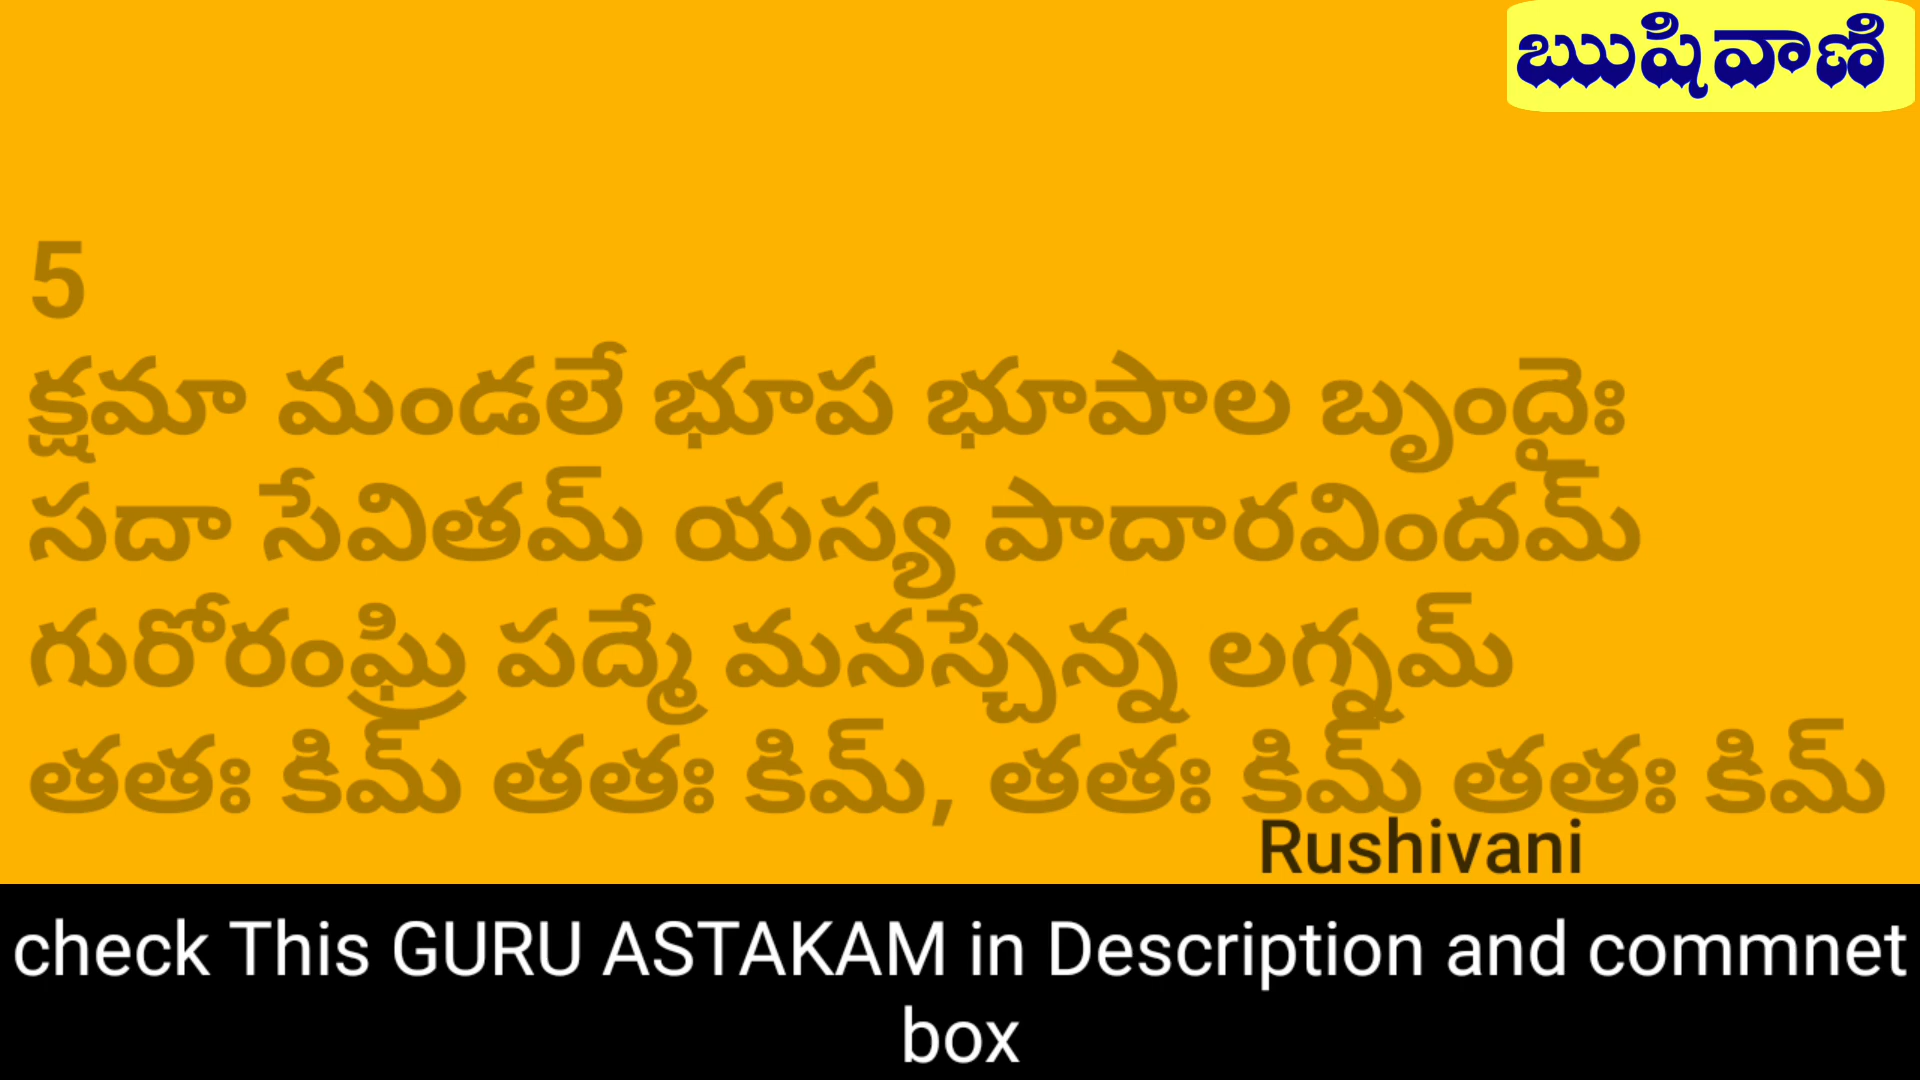 ఋషివాణి
5
క్షమా మండలే భూప భూపాల బృందైః
సదా సేవితమ్ యస్య పాదారవిందమ్
గురోరంఘ్రి పద్మే మనస్చేన్న లగ్నమ్
తతః కిమ్ తతః కిమ్, తతః కిమ్ తతః కిమ్
Rushivani
check This GURU ASTAKAM in Description and commnet
box